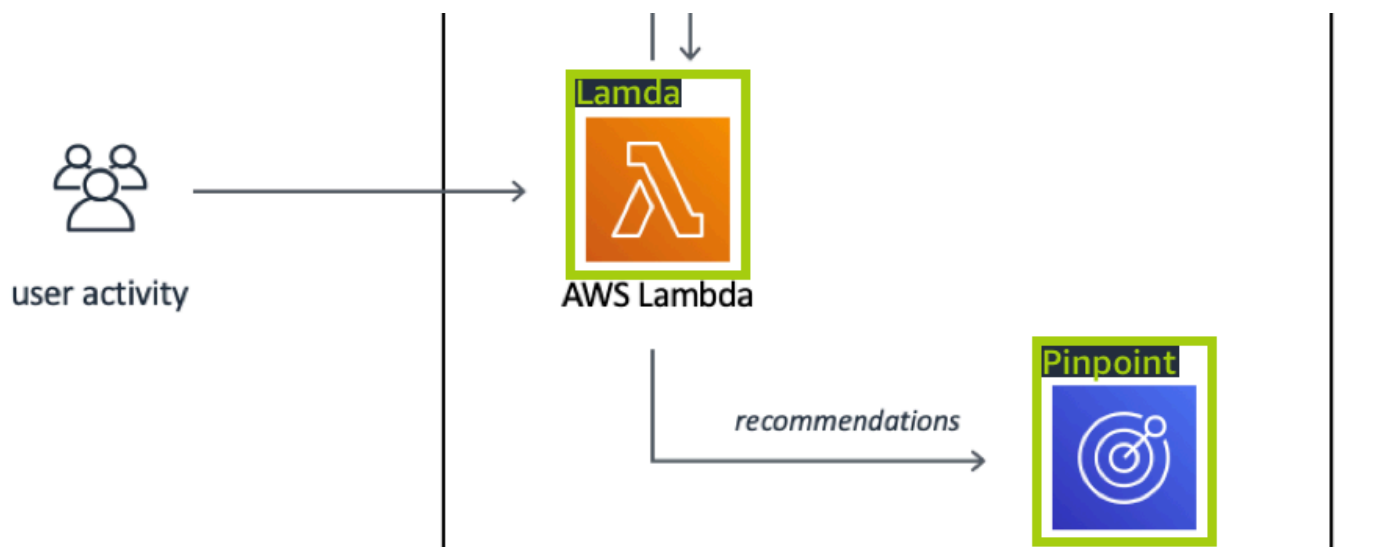 Lamda
user activity
AWS Lambda
Pinpoint
recommendations